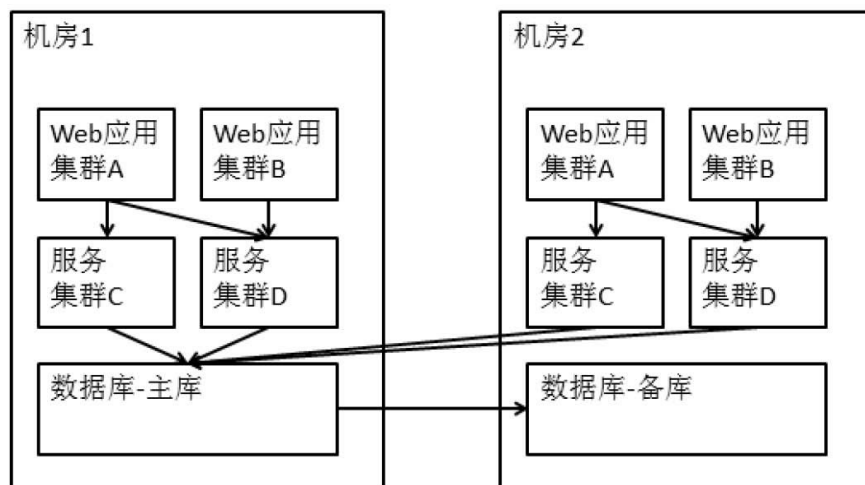 机房1
Web应用
集群A
Web应用
集群B
服务
集群C
服务
集群D
数据库-主库
机房2
Web应用
集群A
Web应用
集群B
服务
集群C
服务
集群D
数据库-备库